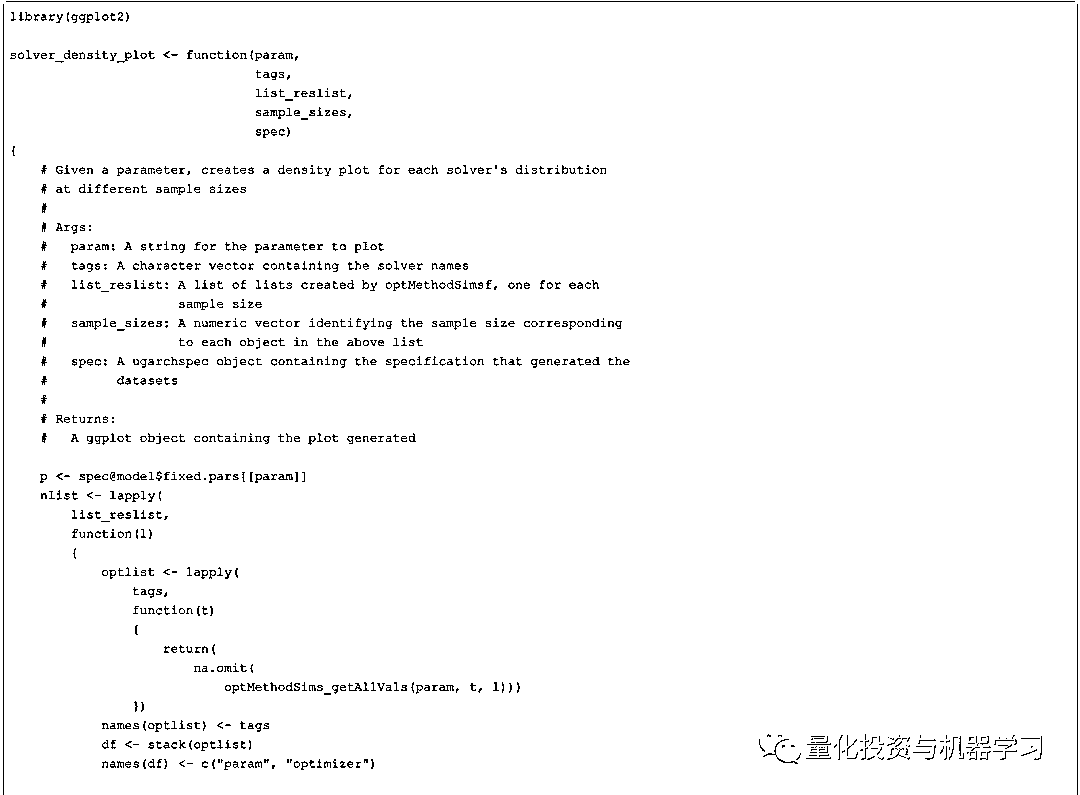 library(ggplot2)

solver_density_plot <- function(param,
                                tags,
                                list_reslist,
                                sample_sizes,
                                spec)
{
    # Given a parameter, creates a density plot for each solver's distribution
    # at different sample sizes
    #
    # Args:
    #   param: A string for the parameter to plot
    #   tags: A character vector containing the solver names
    #   list_reslist: A list of lists created by optMethodSimsf, one for each
    #                 sample size
    #   sample_sizes: A numeric vector identifying the sample size corresponding
    #                 to each object in the above list
    #   spec: A ugarchspec object containing the specification that generated the
    #         datasets
    #
    # Returns:
    #   A ggplot object containing the plot generated

    p <- spec@model$fixed.pars[[param]]
    nlist <- lapply(
        list_reslist,
        function(l)
        {
            optlist <- lapply(
                tags,
                function(t)
                {
                    return(
                        na.omit(
                            optMethodSims_getAllVals(param, t, l)))
                })
            names(optlist) <- tags
            df <- stack(optlist)
            names(df) <- c("param", "optimizer")
量化投资与机器学习